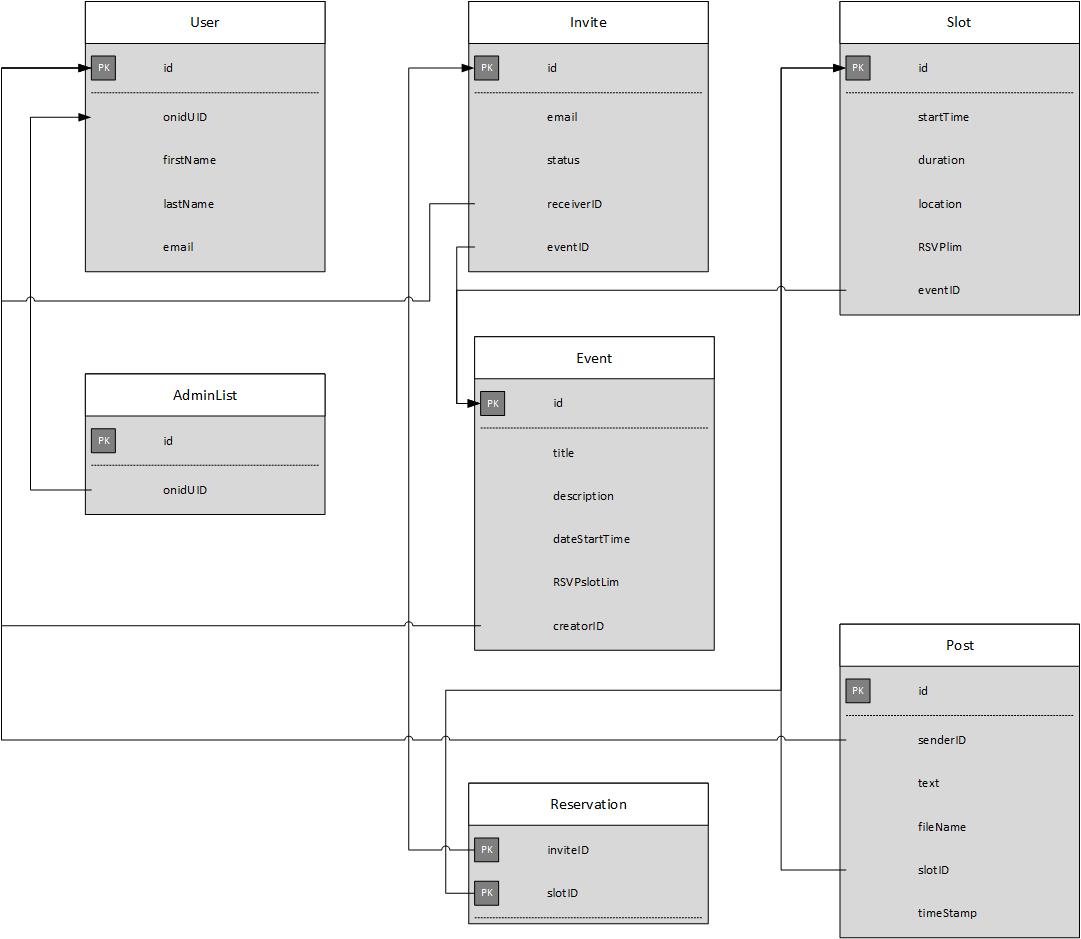 User
PK id
onidUID
firstName
lastName
email
Invite
PK id
email
status
receiverID
eventID
Slot
PK id
startTime
duration
location
RSVPlim
eventID
AdminList
PK id
onidUID
Event
PK id
title
description
dateStartTime
RSVPslotLim
creatorID
Post
PK id
senderID
text
fileName
slotID
timeStamp
Reservation
PK inviteID
PK slotID